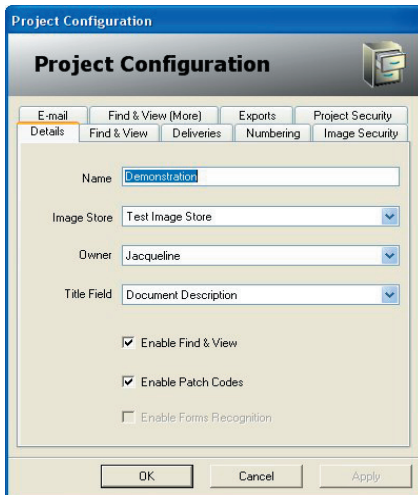 Project Configuration
Project Configuration
E-mail Find & View (More) Exports Project Security
Details Find & View Deliveries Numbering Image Security
Name Demonstration
Image Store Test Image Store
Owner Jacqueline
Title Field Document Description
Enable Find & View
Enable Patch Codes
Enable Forms Recognition
OK Cancel Apply